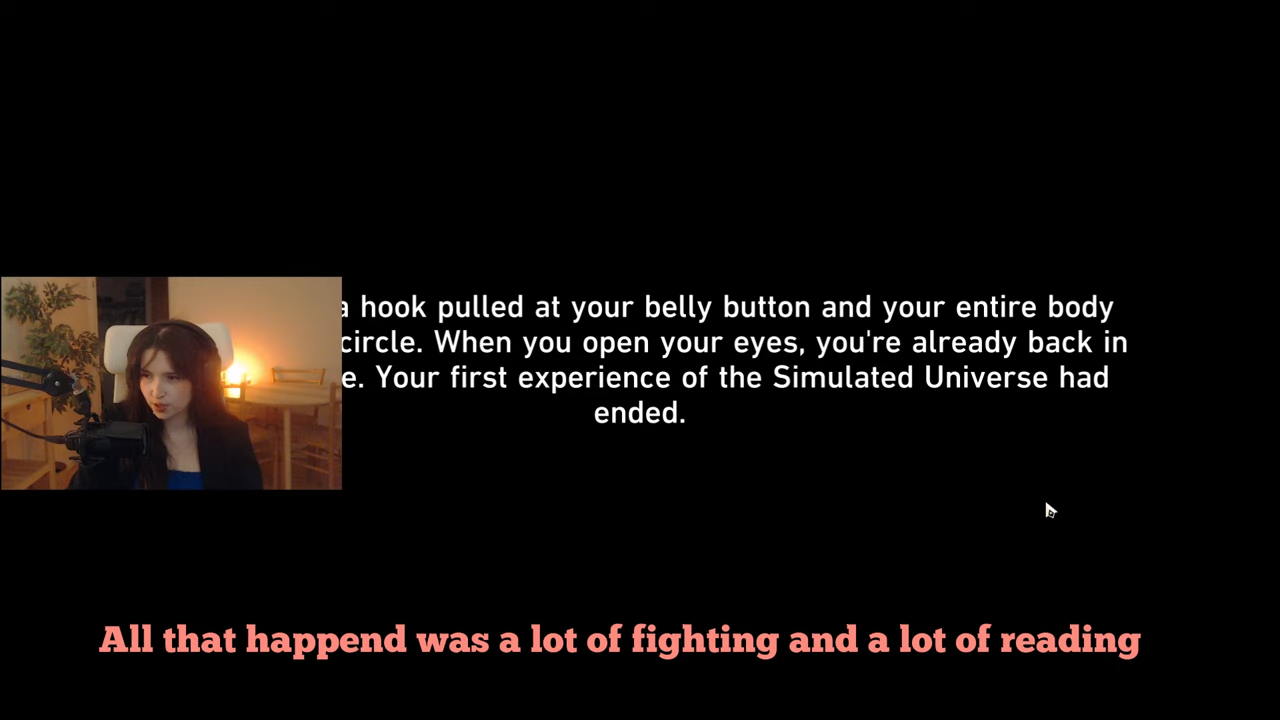 a hook pulled at your belly button and your entire body
circle. When you open your eyes, you're already back in
e. Your first experience of the Simulated Universe had
ended.
All that happend was a lot of fighting and a lot of reading